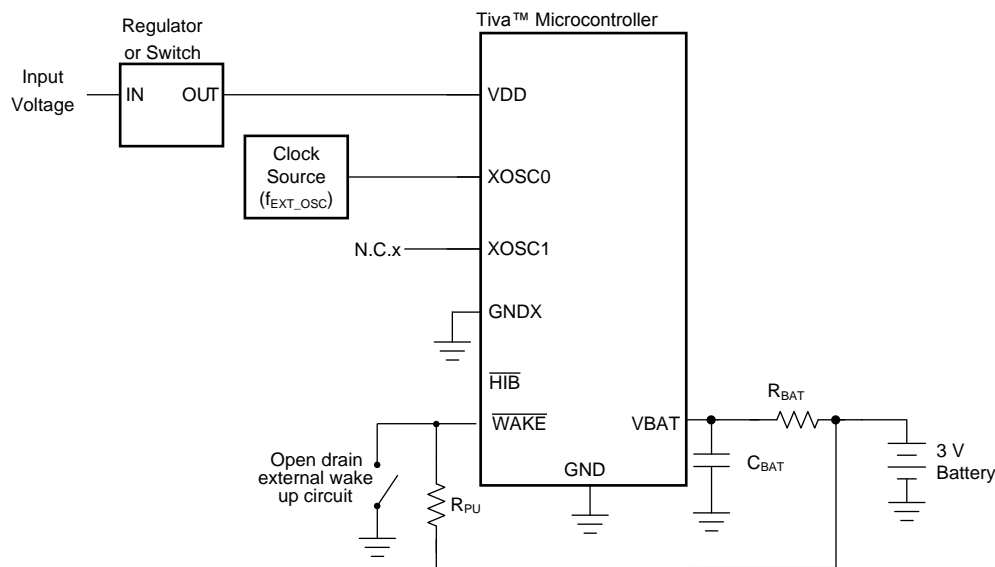 Tiva™ Microcontroller
Regulator
or Switch
Input
Voltage
IN
OUT
VDD
Clock
Source
(fEXT_OSC)
XOSC0
N.C.x
XOSC1
GNDX
HIB
WAKE
VBAT
RBAT
Open drain
external wake
up circuit
RPU
GND
CBAT
3 V
Battery